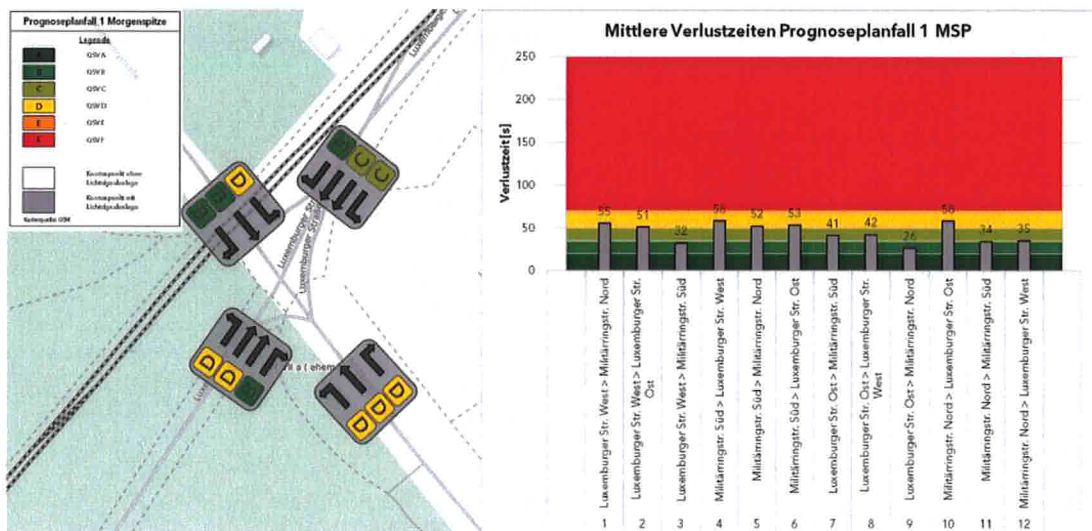 Prognoseplanfall 1 Morgenspitze
Legende
QSV A
B QSV B
C QSV C
D QSV D
E QSV E
F QSV F
Knotenpunkt ohne
Lichtsignalanlage
Knotenpunkt mit
Lichtsignalanlage
Kartenquelle: OSM
Luxemburger
B C C
B B D
Luxemburger Str
Luxemburger Straße
D D
D D D
( ehem
Mittlere Verlustzeiten Prognoseplanfall 1 MSP
Verlustzeit [s]
250
200
150
100
50
0
55 51 32 58 52 53 41 42 26 58 34 35
Luxemburger Str. West > Militärringstr. Nord
Luxemburger Str. West > Luxemburger Str.
Ost
Luxemburger Str. West > Militärringstr. Süd
Militärringstr. Süd > Luxemburger Str. West
Militärringstr. Süd > Militärringstr. Nord
Militärringstr. Süd > Luxemburger Str. Ost
Luxemburger Str. Ost > Militärringstr. Süd
Luxemburger Str. Ost > Luxemburger Str.
West
Luxemburger Str. Ost > Militärringstr. Nord
Militärringstr. Nord > Luxemburger Str. Ost
Militärringstr. Nord > Militärringstr. Süd
Militärringstr. Nord > Luxemburger Str. West
1 2 3 4 5 6 7 8 9 10 11 12